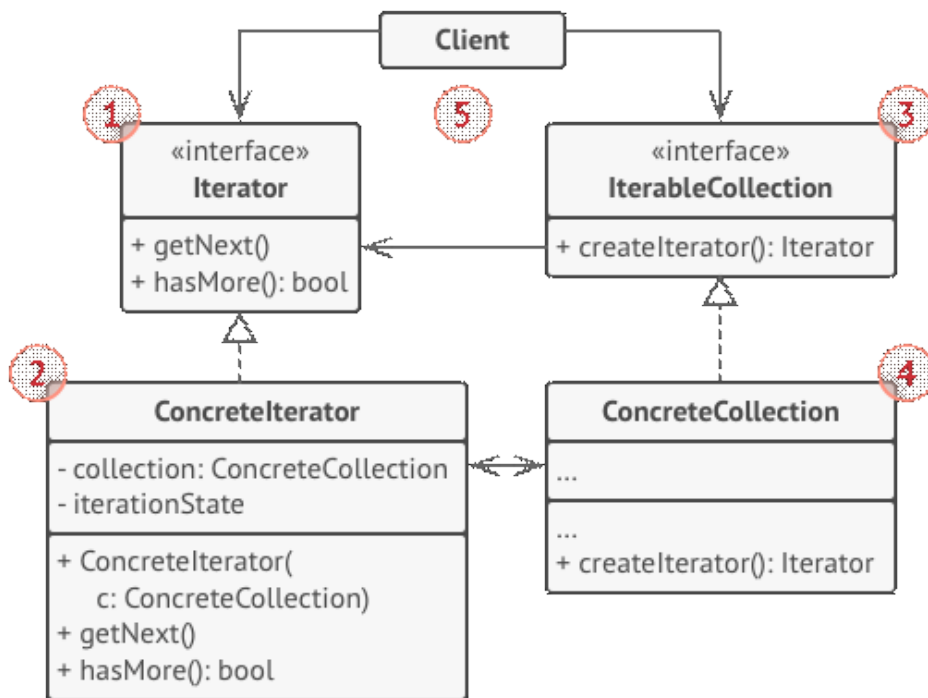 Client
1
5
3
«interface»
Iterator
+ getNext()
+ hasMore(): bool
«interface»
IterableCollection
+ createIterator(): Iterator
2
ConcreteIterator
- collection: ConcreteCollection
- iterationState
+ ConcreteIterator(
c: ConcreteCollection)
+ getNext()
+ hasMore(): bool
4
ConcreteCollection
...
...
+ createIterator(): Iterator